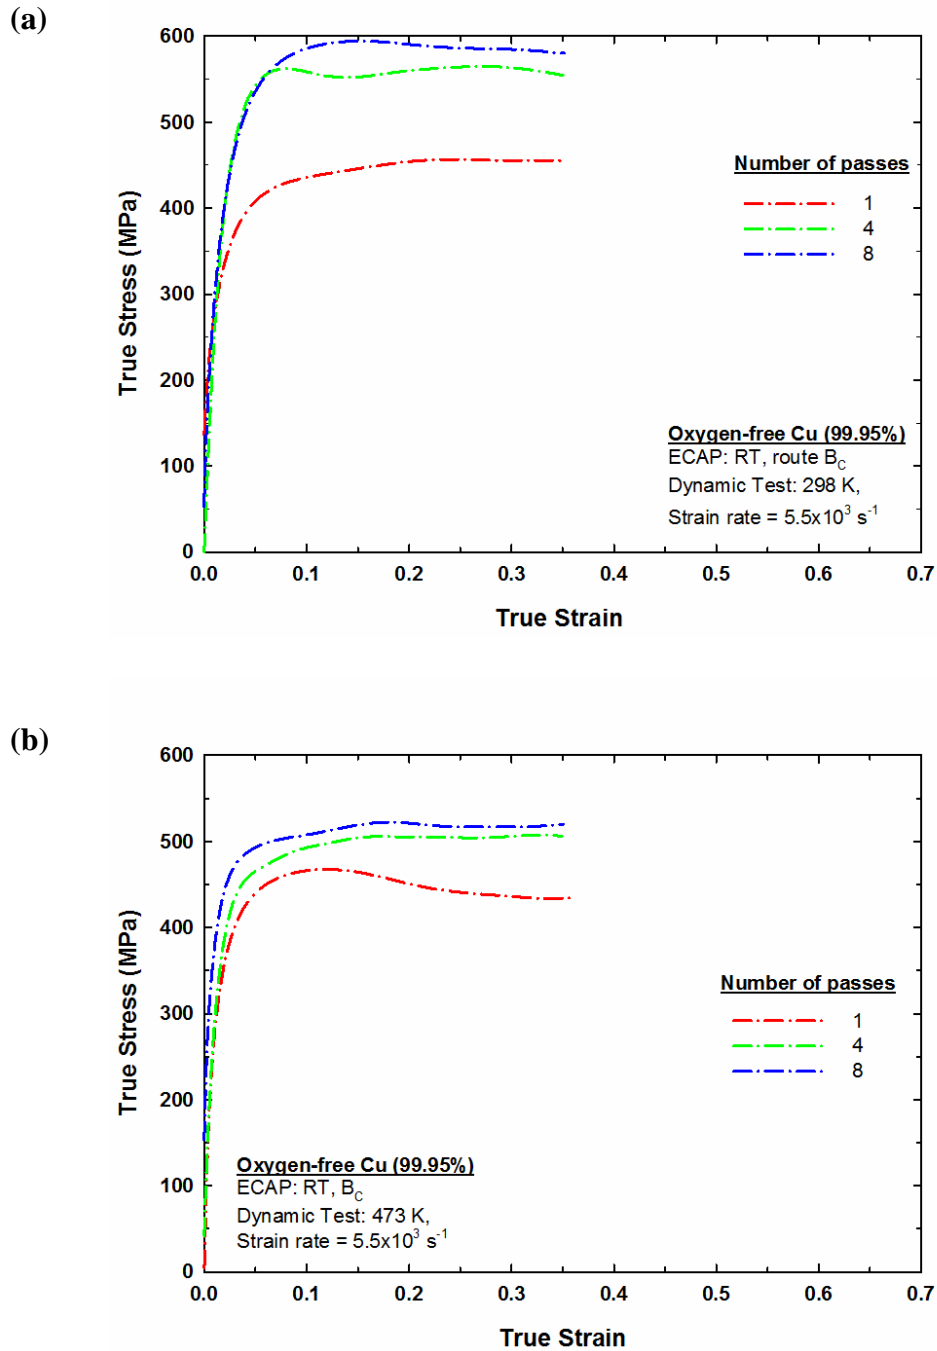 (a)
600
500
400
300
200
100
0
True Stress (MPa)
Number of passes
1
4
8
Oxygen-free Cu (99.95%)
ECAP: RT, route B_C
Dynamic Test: 298 K,
Strain rate = 5.5x10³ s⁻¹
0.0 0.1 0.2 0.3 0.4 0.5 0.6 0.7
True Strain
(b)
600
500
400
300
200
100
0
True Stress (MPa)
Number of passes
1
4
8
Oxygen-free Cu (99.95%)
ECAP: RT, B_C
Dynamic Test: 473 K,
Strain rate = 5.5x10³ s⁻¹
0.0 0.1 0.2 0.3 0.4 0.5 0.6 0.7
True Strain